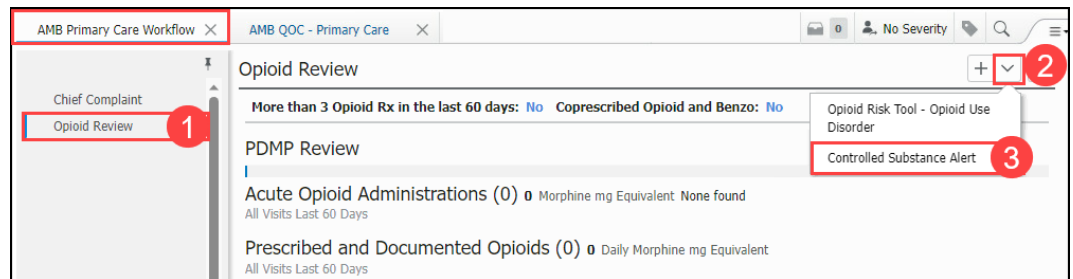 AMB Primary Care Workflow
AMB QOC - Primary Care
0 No Severity
Opioid Review
2
Chief Complaint
Opioid Review
1
More than 3 Opioid Rx in the last 60 days: No Coprescribed Opioid and Benzo: No
Opioid Risk Tool - Opioid Use
Disorder
Controlled Substance Alert
3
PDMP Review
Acute Opioid Administrations (0) 0 Morphine mg Equivalent None found
All Visits Last 60 Days
Prescribed and Documented Opioids (0) 0 Daily Morphine mg Equivalent
All Visits Last 60 Days